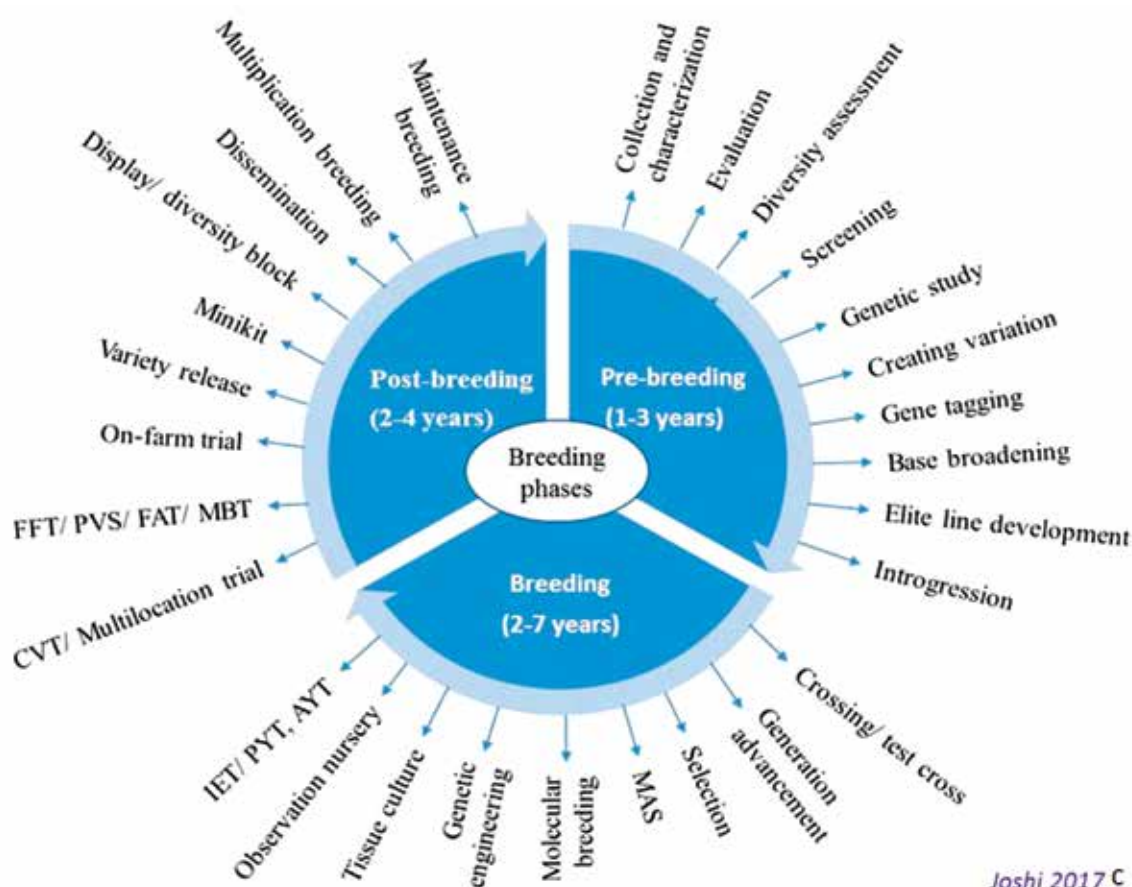 Collection and
characterization
Evaluation
Diversity assessment
Screening
Genetic study
Creating variation
Gene tagging
Base broadening
Elite line development
Introgression
Crossing/ test cross
Generation
advancement
Selection
MAS
Molecular
breeding
Genetic
engineering
Tissue culture
Observation nursery
IET/ PYT, AYT
CVT/ Multilocation trial
FFT/ PVS/ FAT/ MBT
On-farm trial
Variety release
Minikit
Display/ diversity block
Dissemination
Multiplication breeding
Maintenance
breeding
Pre-breeding
(1-3 years)
Breeding
(2-7 years)
Post-breeding
(2-4 years)
Breeding
phases
Joshi 2017 C